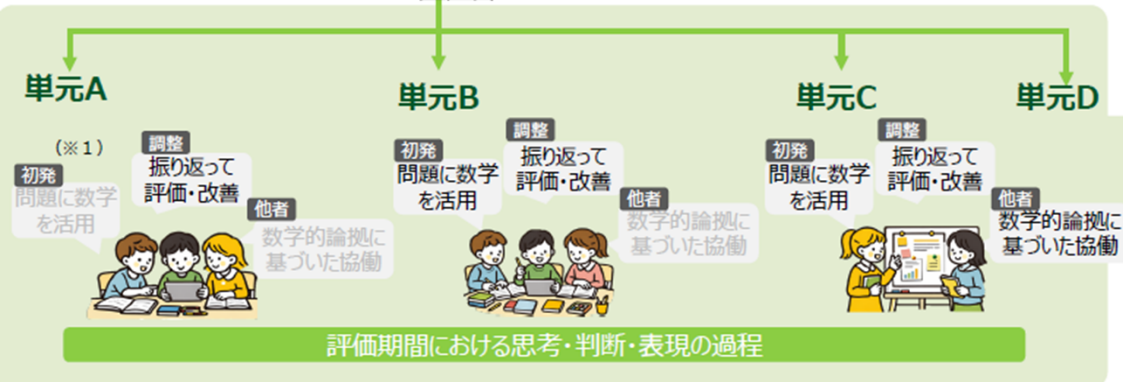 単元A
(※１)
初発
問題に数学
を活用
調整
振り返って
評価・改善
他者
数学的論拠に
基づいた協働
単元B
初発
問題に数学
を活用
調整
振り返って
評価・改善
他者
数学的論拠に
基づいた協働
単元C
初発
問題に数学
を活用
調整
振り返って
評価・改善
他者
数学的論拠に
基づいた協働
単元D
評価期間における思考・判断・表現の過程